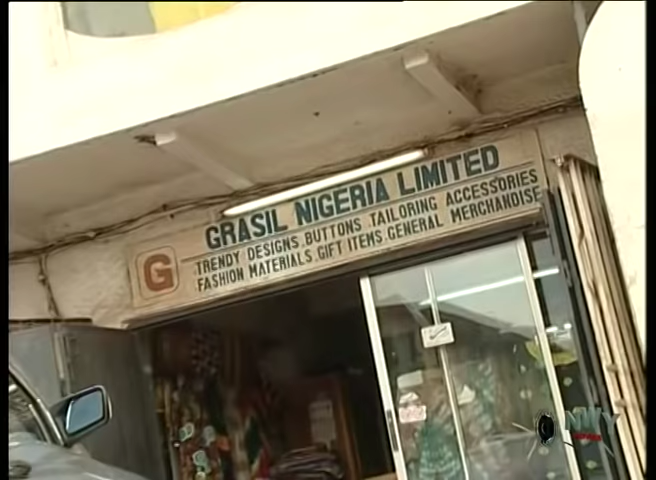 GRASIL NIGERIA LIMITED
G
TRENDY DESIGNS, BUTTONS TAILORING ACCESSORIES
FASHION MATERIALS, GIFT ITEMS, GENERAL MERCHANDISE